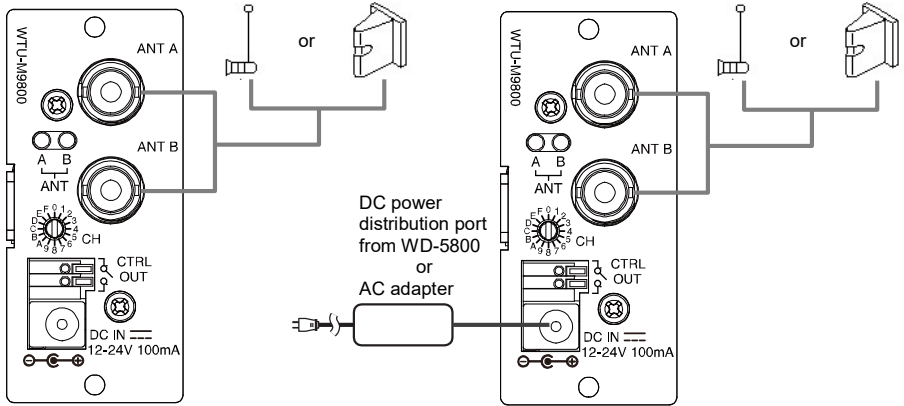 WTU-M9800
ANT A
ANT B
A B
ANT
F 0 1 2 3 4 5 6 7 8 9 A B C D E
CH
CTRL
OUT
DC IN
12-24V 100mA
or
DC power
distribution port
from WD-5800
or
AC adapter
WTU-M9800
ANT A
ANT B
A B
ANT
F 0 1 2 3 4 5 6 7 8 9 A B C D E
CH
CTRL
OUT
DC IN
12-24V 100mA
or